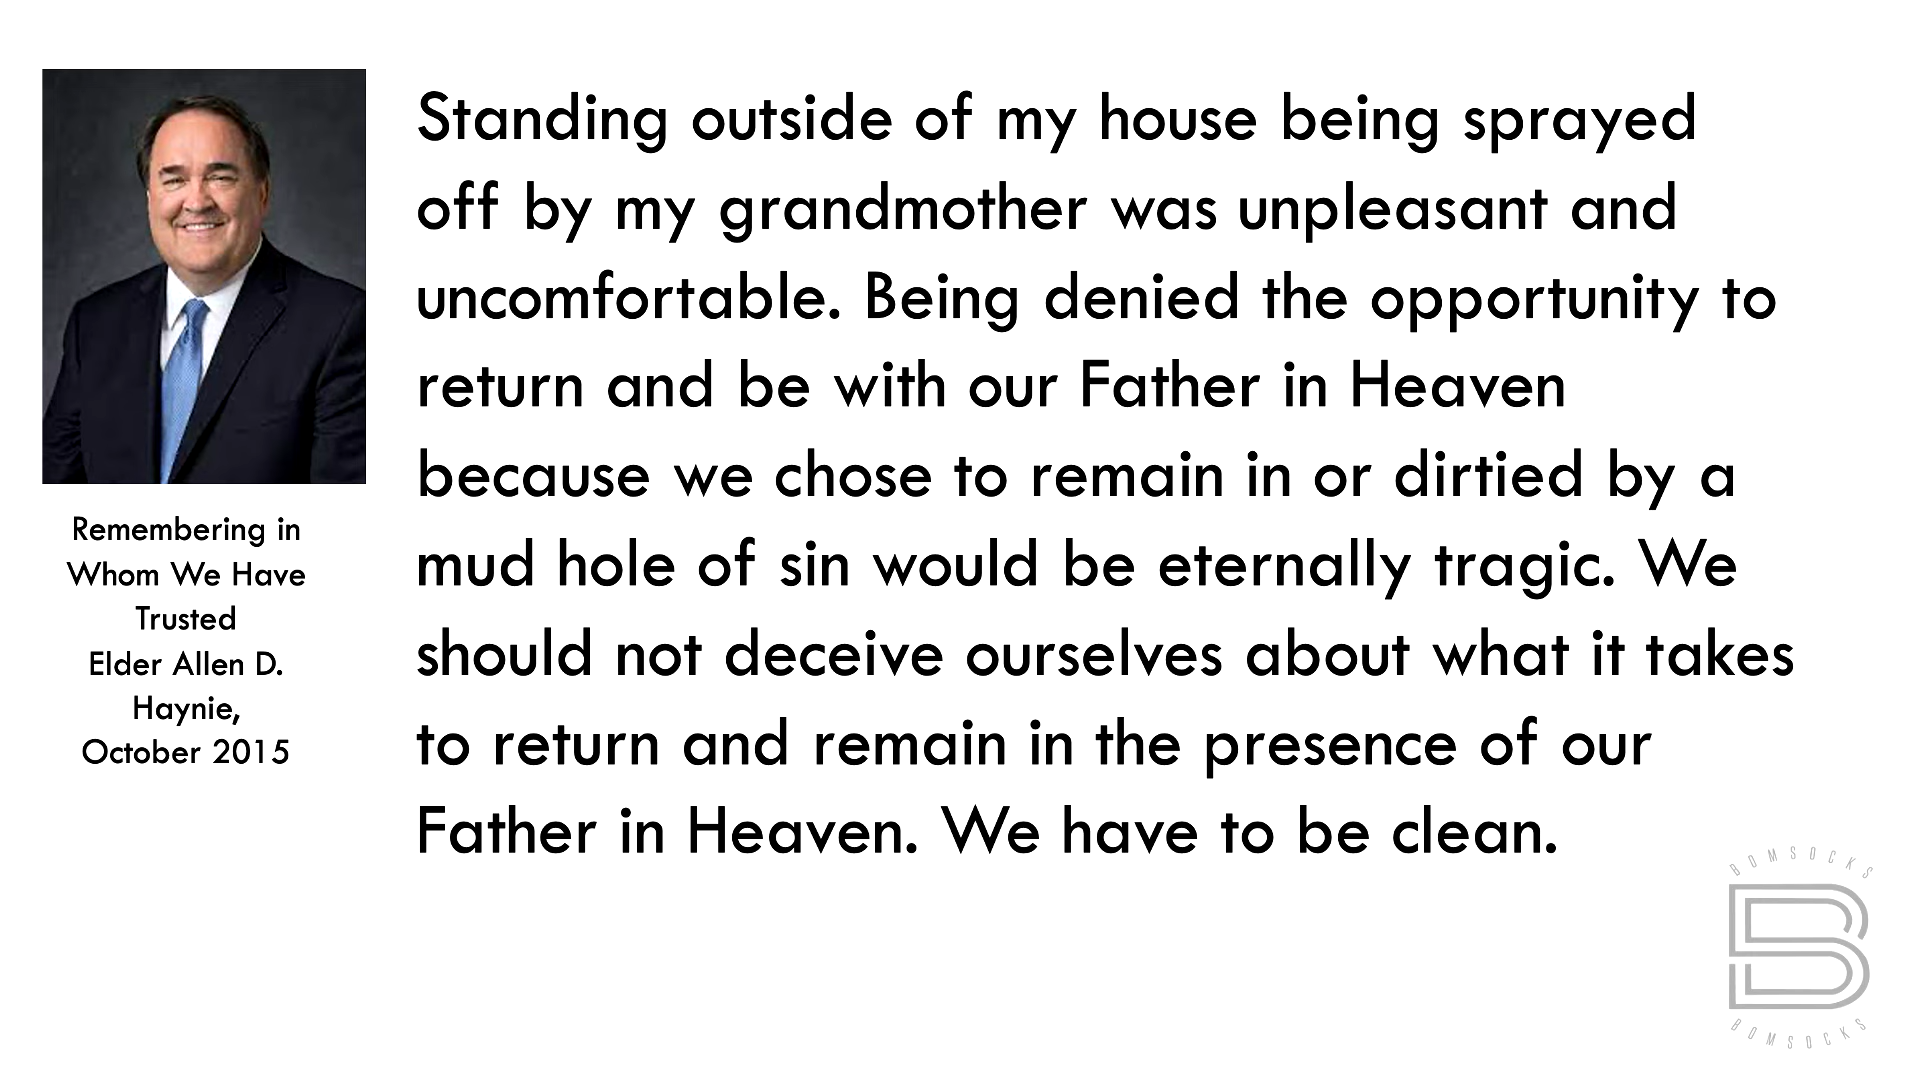 Standing outside of my house being sprayed
off by my grandmother was unpleasant and
uncomfortable. Being denied the opportunity to
return and be with our Father in Heaven
because we chose to remain in or dirtied by a
mud hole of sin would be eternally tragic. We
should not deceive ourselves about what it takes
to return and remain in the presence of our
Father in Heaven. We have to be clean.
Remembering in
Whom We Have
Trusted
Elder Allen D.
Haynie,
October 2015
BOMSOCKS
B
BOMSOCKS